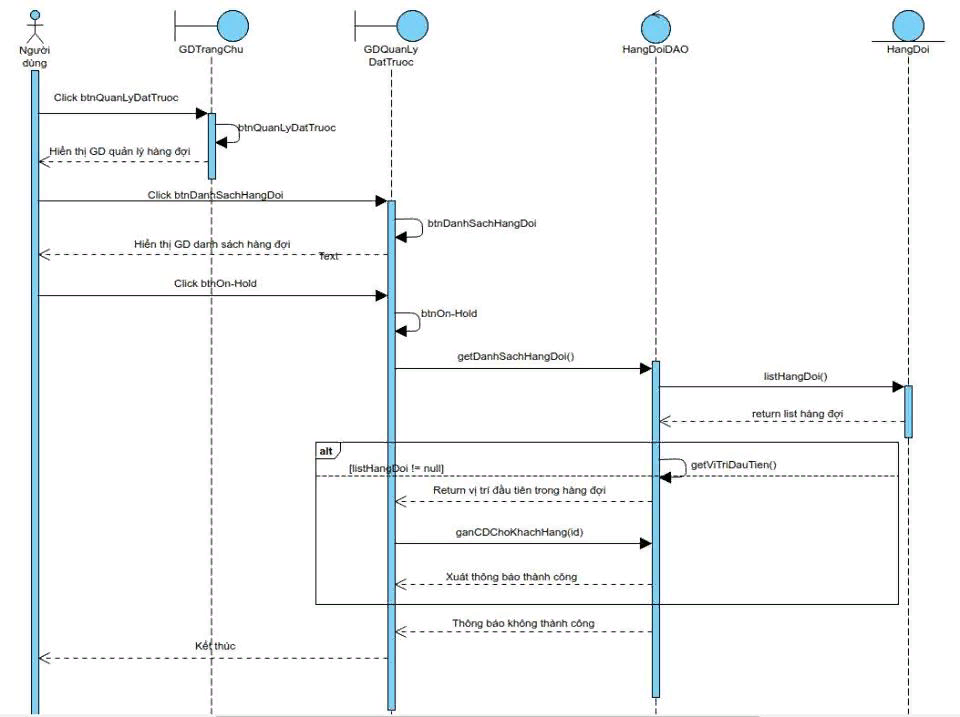 Người
dùng
GDTrangChu
GDQuanLy
DatTruoc
HangDoiDAO
HangDoi
Click btnQuanLyDatTruoc
btnQuanLyDatTruoc
Hiển thị GD quản lý hàng đợi
Click btnDanhSachHangDoi
btnDanhSachHangDoi
Hiển thị GD danh sách hàng đợi
Text
Click btnOn-Hold
btnOn-Hold
getDanhSachHangDoi()
listHangDoi()
return list hàng đợi
alt
[listHangDoi != null]
getViTriDauTien()
Return vị trí đầu tiên trong hàng đợi
ganCDChoKhachHang(id)
Xuất thông báo thành công
Thông báo không thành công
Kết thúc